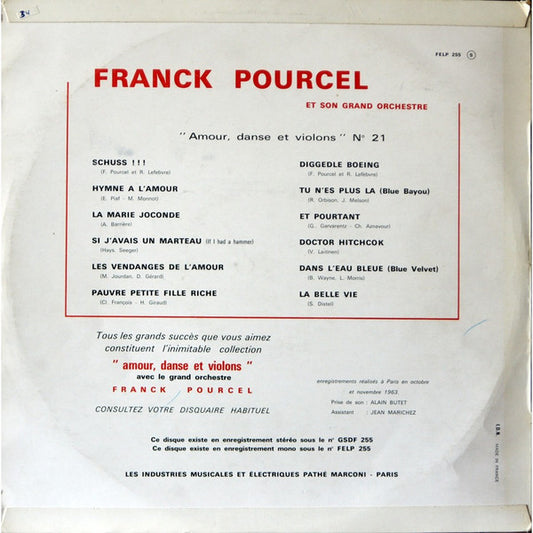 34
FELP 255 S
FRANCK POURCEL
ET SON GRAND ORCHESTRE
"Amour, danse et violons" N° 21
SCHUSS !!!
(F. Pourcel et R. Lefebvre)
HYMNE A L'AMOUR
(E. Piaf - M. Monnot)
LA MARIE JOCONDE
(A. Barrière)
SI J'AVAIS UN MARTEAU (If I had a hammer)
(Hays, Seeger)
LES VENDANGES DE L'AMOUR
(M. Jourdan, D. Gérard)
PAUVRE PETITE FILLE RICHE
(Cl. François - H. Giraud)
DIGGEDLE BOEING
(F. Pourcel et R. Lefebvre)
TU N'ES PLUS LA (Blue Bayou)
(R. Orbison, J. Melson)
ET POURTANT
(G. Garvarentz - Ch. Aznavour)
DOCTOR HITCHCOK
(V. Laitinen)
DANS L'EAU BLEUE (Blue Velvet)
(B. Wayne, L. Morris)
LA BELLE VIE
(S. Distel)
Tous les grands succès que vous aimez
constituent l'inimitable collection
" amour, danse et violons "
avec le grand orchestre
FRANCK POURCEL
CONSULTEZ VOTRE DISQUAIRE HABITUEL
enregistrements réalisés à Paris en octobre
et novembre 1963.
Prise de son : ALAIN BUTET
Assistant : JEAN MARICHEZ
Ce disque existe en enregistrement stéréo sous le n° GSDF 255
Ce disque existe en enregistrement mono sous le n° FELP 255
LES INDUSTRIES MUSICALES ET ÉLECTRIQUES PATHÉ MARCONI - PARIS
I.D.N. MADE IN FRANCE